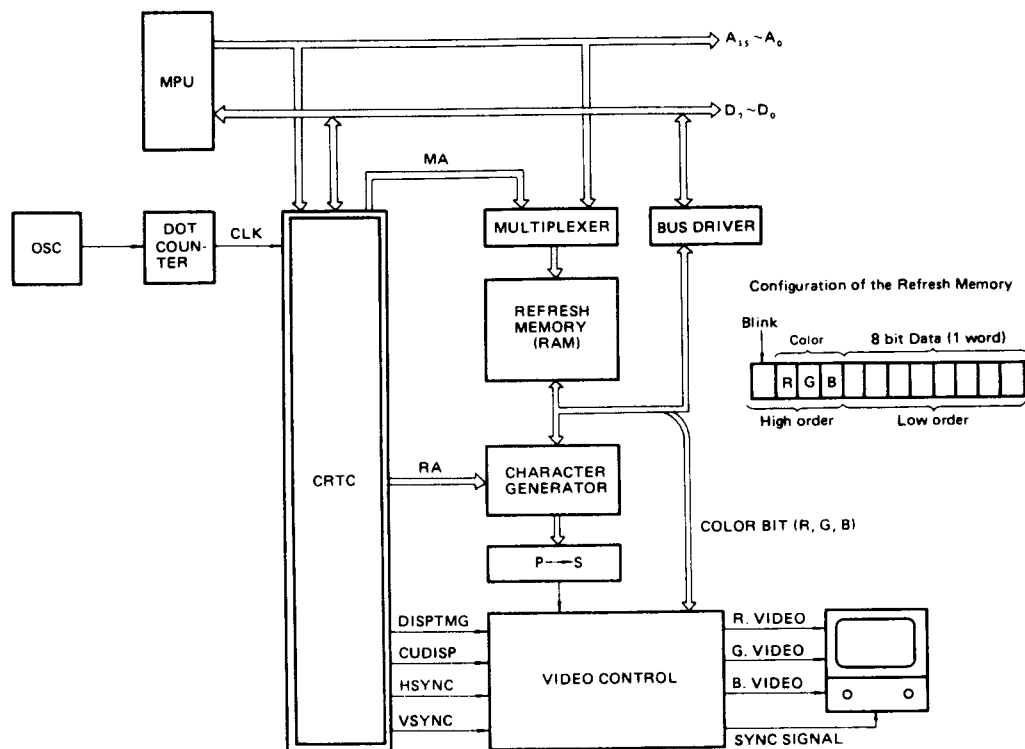 MPU
A₁₅~A₀
D₇~D₀
MA
OSC
DOT
COUN-
TER
CLK
MULTIPLEXER
BUS DRIVER
REFRESH
MEMORY
(RAM)
Configuration of the Refresh Memory
Blink
Color
8 bit Data (1 word)
R G B
High order
Low order
CRTC
RA
CHARACTER
GENERATOR
COLOR BIT (R, G, B)
P→S
DISPTMG
CUDISP
HSYNC
VSYNC
VIDEO CONTROL
R. VIDEO
G. VIDEO
B. VIDEO
SYNC SIGNAL